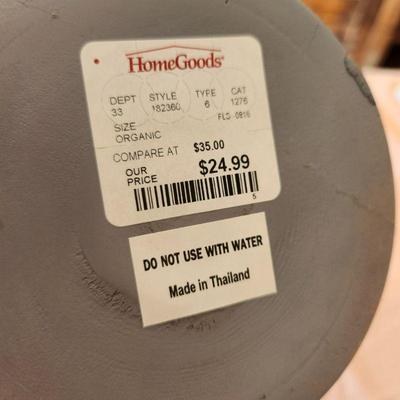 HomeGoods
DEPT STYLE TYPE CAT
33 182360 6 1276
FLS 0816
SIZE
ORGANIC
COMPARE AT $35.00
OUR PRICE $24.99
5
DO NOT USE WITH WATER
Made in Thailand